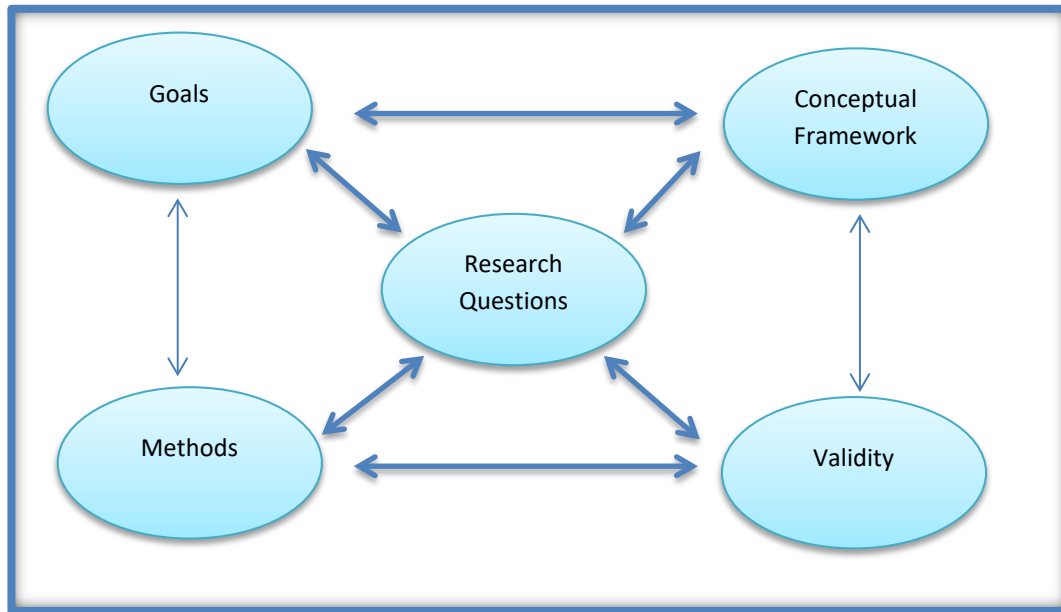 Goals
Conceptual
Framework
Research
Questions
Methods
Validity